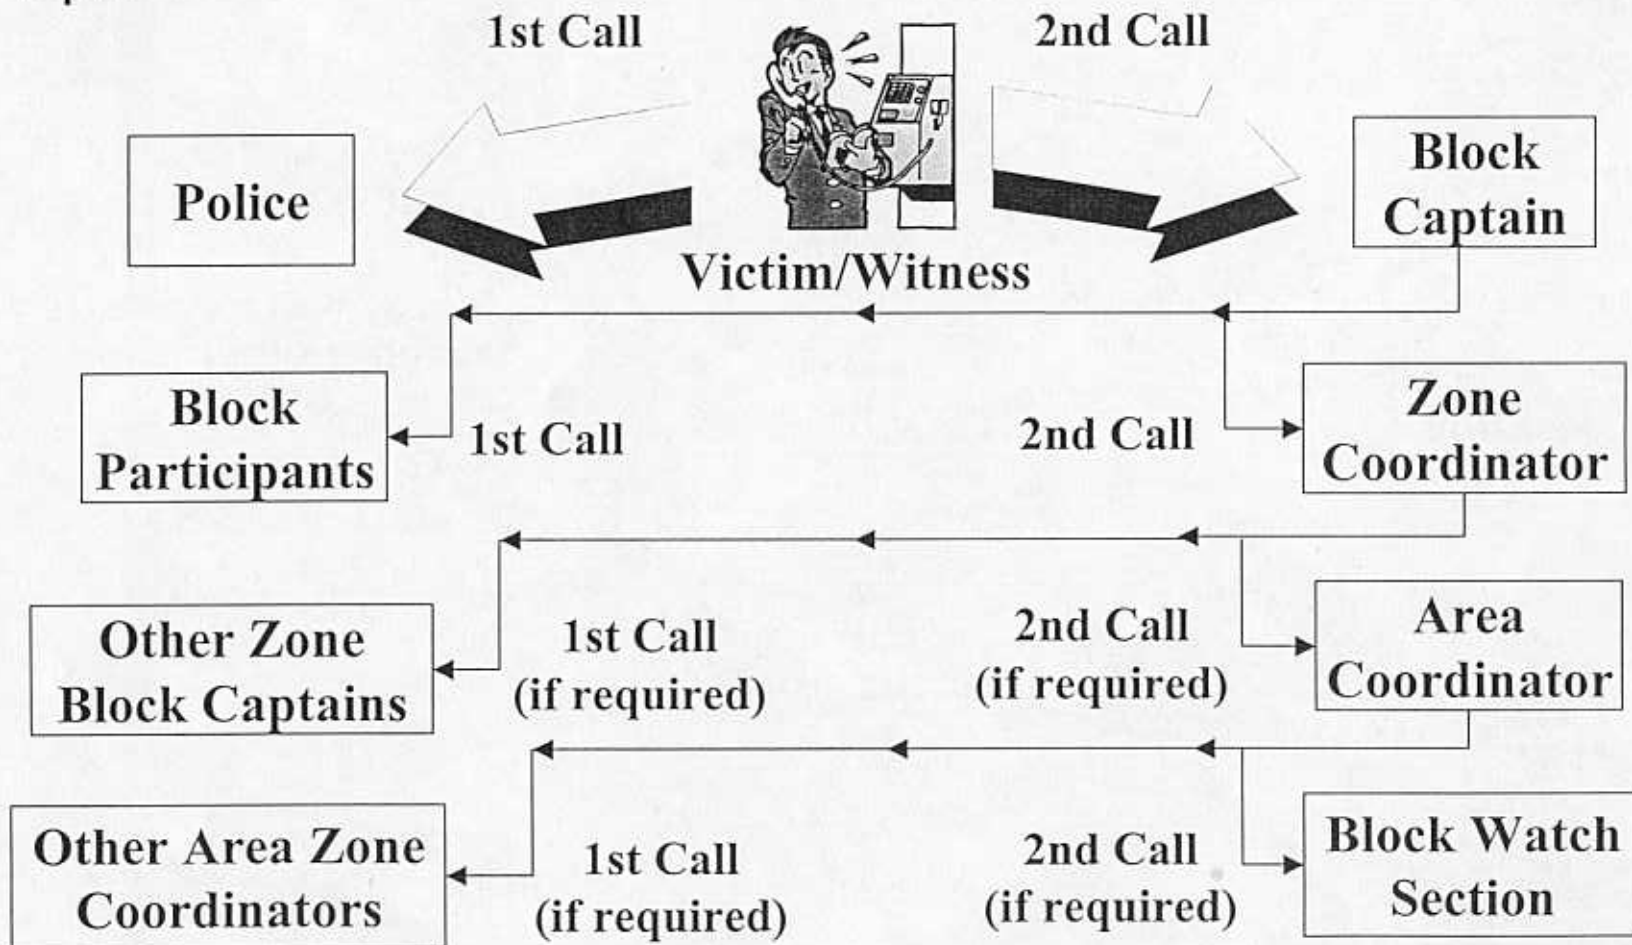 1st Call
2nd Call
Police
Block
Captain
Victim/Witness
Block
Participants
1st Call
2nd Call
Zone
Coordinator
Other Zone
Block Captains
1st Call
(if required)
2nd Call
(if required)
Area
Coordinator
Other Area Zone
Coordinators
1st Call
(if required)
2nd Call
(if required)
Block Watch
Section